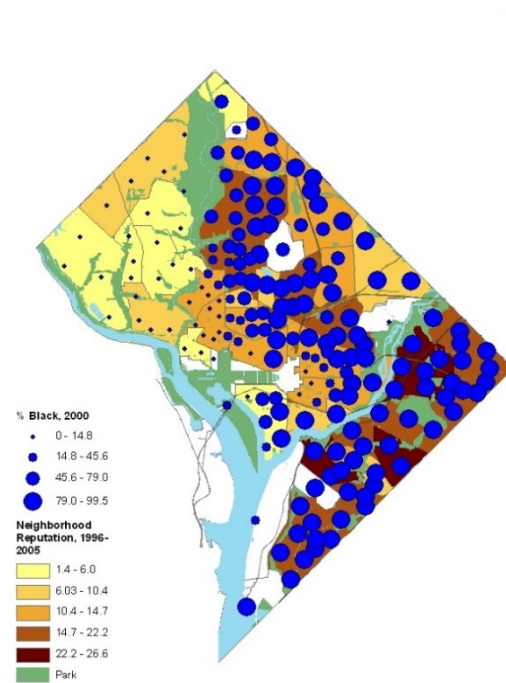 % Black, 2000
0 - 14.8
14.8 - 45.6
45.6 - 79.0
79.0 - 99.5
Neighborhood
Reputation, 1996-
2005
1.4 - 6.0
6.03 - 10.4
10.4 - 14.7
14.7 - 22.2
22.2 - 26.6
Park